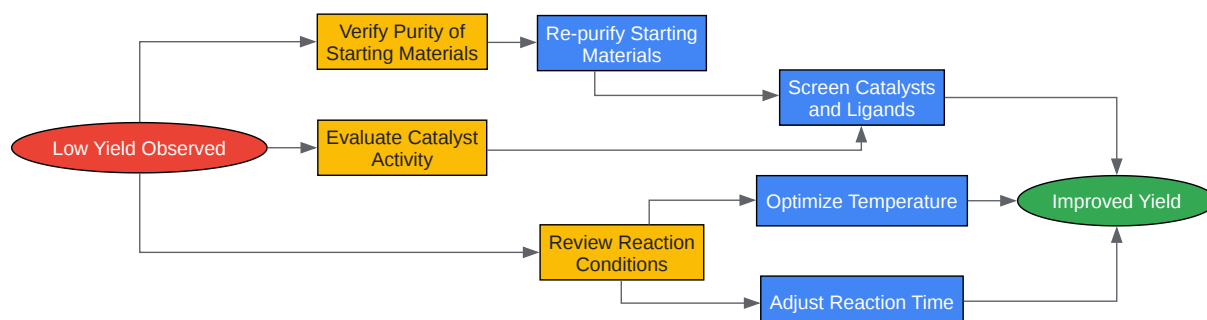 Low Yield Observed
Verify Purity of
Starting Materials
Re-purify Starting
Materials
Evaluate Catalyst
Activity
Screen Catalysts
and Ligands
Review Reaction
Conditions
Optimize Temperature
Adjust Reaction Time
Improved Yield